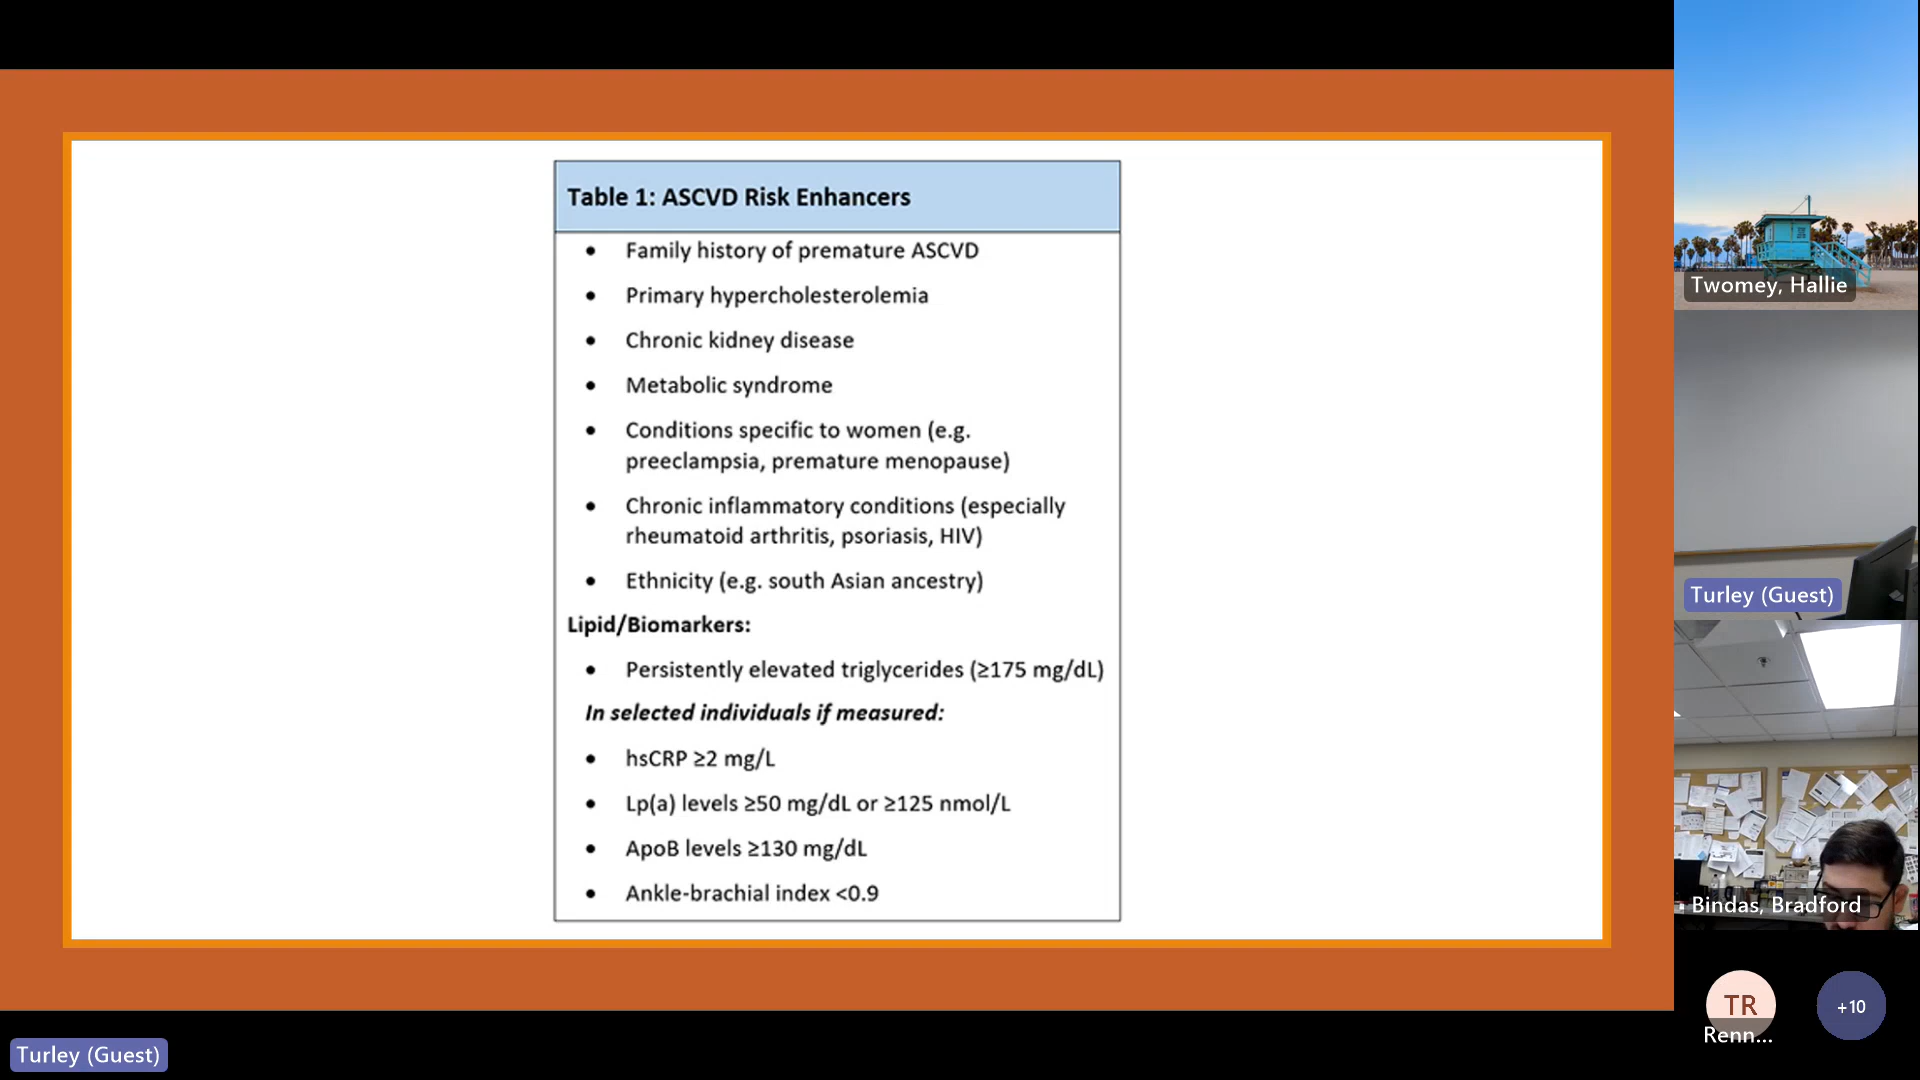 Table 1: ASCVD Risk Enhancers
• Family history of premature ASCVD
• Primary hypercholesterolemia
• Chronic kidney disease
• Metabolic syndrome
• Conditions specific to women (e.g.
preeclampsia, premature menopause)
• Chronic inflammatory conditions (especially
rheumatoid arthritis, psoriasis, HIV)
• Ethnicity (e.g. south Asian ancestry)
Lipid/Biomarkers:
• Persistently elevated triglycerides (≥175 mg/dL)
In selected individuals if measured:
• hsCRP ≥2 mg/L
• Lp(a) levels ≥50 mg/dL or ≥125 nmol/L
• ApoB levels ≥130 mg/dL
• Ankle-brachial index <0.9
Twomey, Hallie
Turley (Guest)
Bindas, Bradford
TR
Renn...
+10
Turley (Guest)